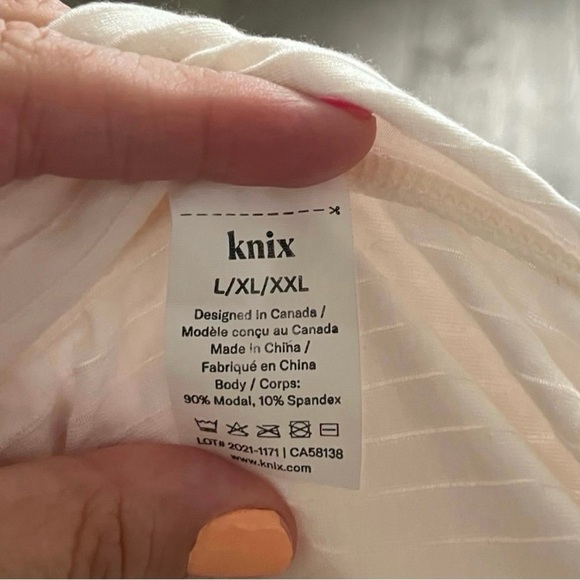 knix
L/XL/XXL
Designed in Canada /
Modèle conçu au Canada
Made in China /
Fabriqué en China
Body / Corps:
90% Modal, 10% Spandex
LOT# 2021-1171 | CA58138
www.knix.com